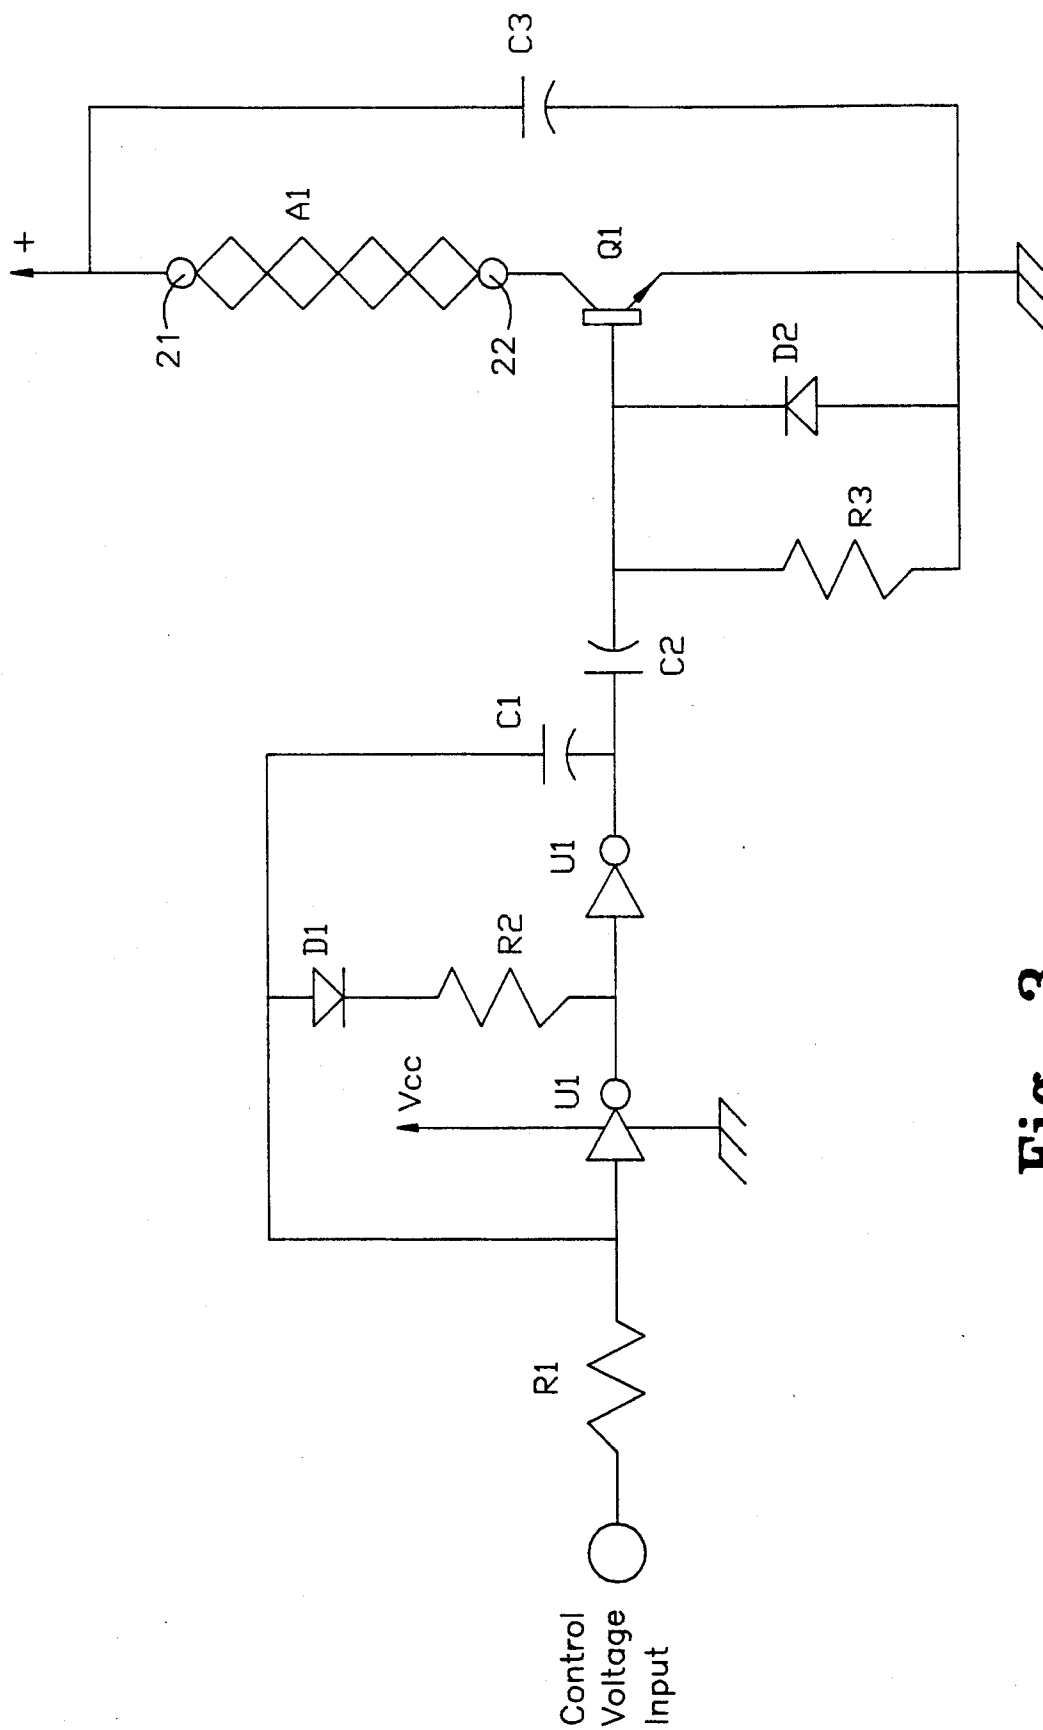 +
21
A1
D1
Vcc
22
C1
R2
C3
R1
U1
U1
Control
Voltage
Input
Q1
C2
D2
R3
Fig